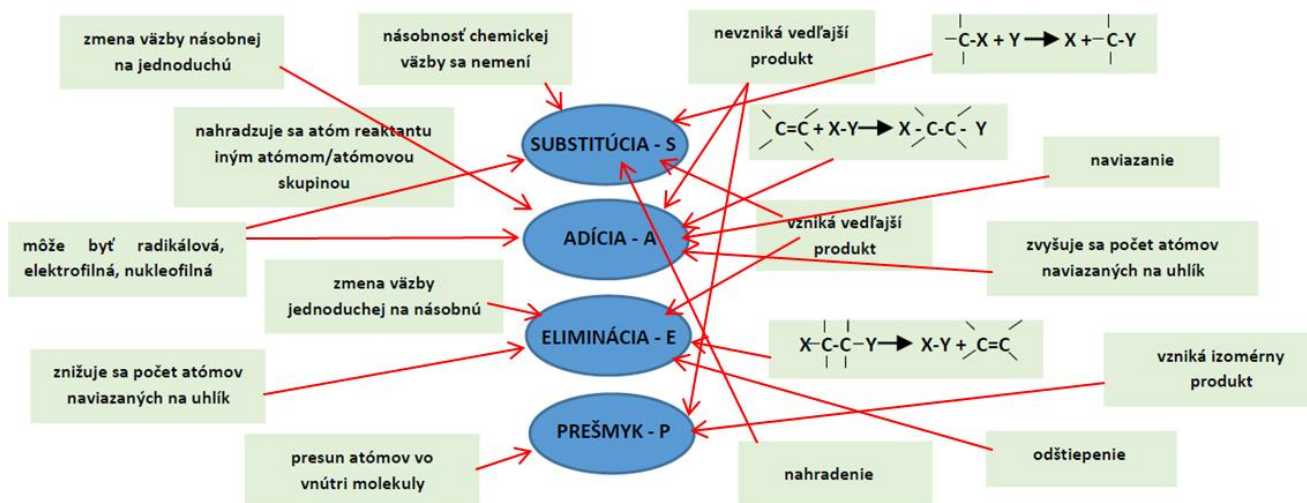 zmena väzby násobnej
na jednoduchú
násobnosť chemickej
väzby sa nemení
nevzniká vedľajší
produkt
–C-X + Y → X + –C-Y
nahradzuje sa atóm reaktantu
iným atómom/atómovou
skupinou
SUBSTITÚCIA - S
C=C + X-Y → X - C-C - Y
naviazanie
môže byť radikálová,
elektrofilná, nukleofilná
ADÍCIA - A
vzniká vedľajší
produkt
zvyšuje sa počet atómov
naviazaných na uhlík
zmena väzby
jednoduchej na násobnú
ELIMINÁCIA - E
X–C-C–Y → X-Y + C=C
znižuje sa počet atómov
naviazaných na uhlík
vzniká izomérny
produkt
PREŠMYK - P
presun atómov vo
vnútri molekuly
nahradenie
odštiepenie